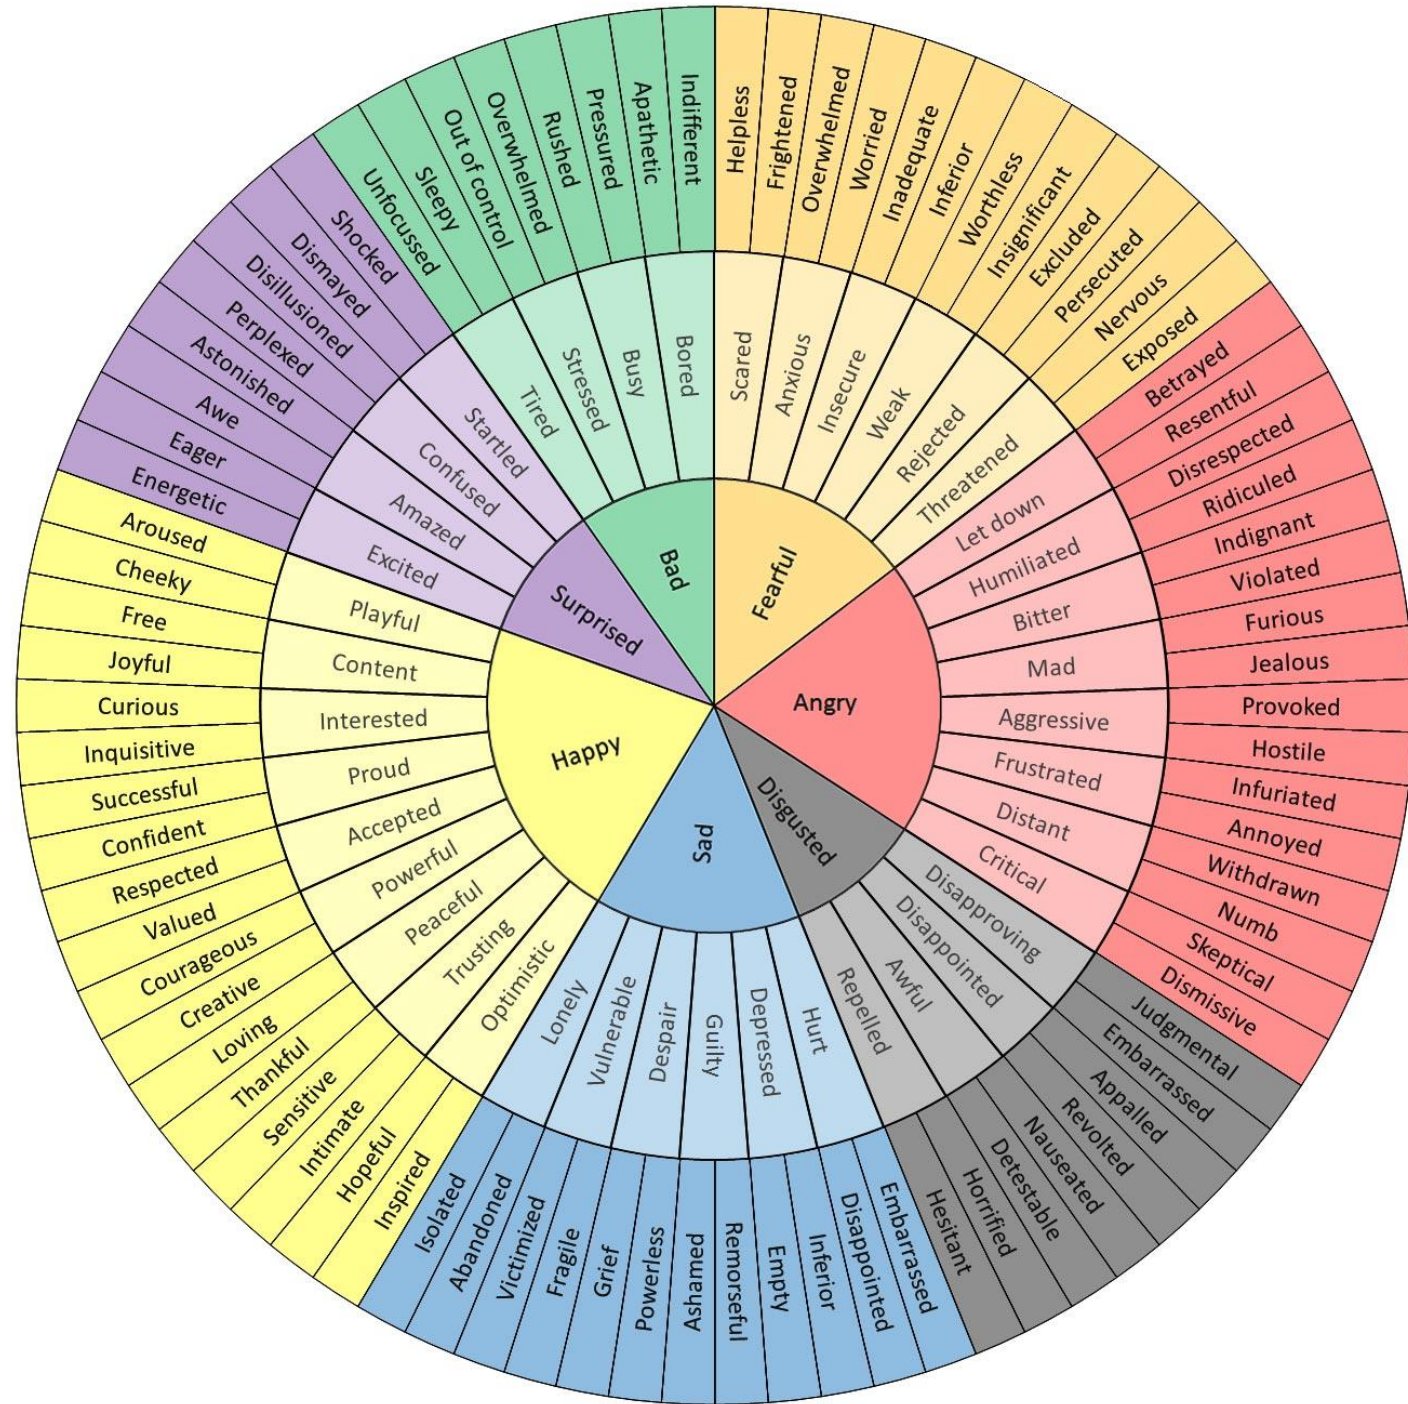 Fearful
Angry
Disgusted
Sad
Happy
Surprised
Bad
Scared
Anxious
Insecure
Weak
Rejected
Threatened
Let down
Humiliated
Bitter
Mad
Aggressive
Frustrated
Distant
Critical
Disapproving
Disappointed
Awful
Repelled
Hurt
Depressed
Guilty
Despair
Vulnerable
Lonely
Optimistic
Trusting
Peaceful
Powerful
Accepted
Proud
Interested
Content
Playful
Excited
Amazed
Confused
Startled
Tired
Stressed
Busy
Bored
Helpless
Frightened
Overwhelmed
Worried
Inadequate
Inferior
Worthless
Insignificant
Excluded
Persecuted
Nervous
Exposed
Betrayed
Resentful
Disrespected
Ridiculed
Indignant
Violated
Furious
Jealous
Provoked
Hostile
Infuriated
Annoyed
Withdrawn
Numb
Skeptical
Dismissive
Judgmental
Embarrassed
Appalled
Revolted
Nauseated
Detestable
Horrified
Hesitant
Embarrassed
Disappointed
Inferior
Empty
Remorseful
Ashamed
Powerless
Grief
Fragile
Victimized
Abandoned
Isolated
Inspired
Hopeful
Intimate
Sensitive
Thankful
Loving
Creative
Courageous
Valued
Respected
Confident
Successful
Inquisitive
Curious
Joyful
Free
Cheeky
Aroused
Energetic
Eager
Awe
Astonished
Perplexed
Disillusioned
Dismayed
Shocked
Unfocussed
Sleepy
Out of control
Overwhelmed
Rushed
Pressured
Apathetic
Indifferent